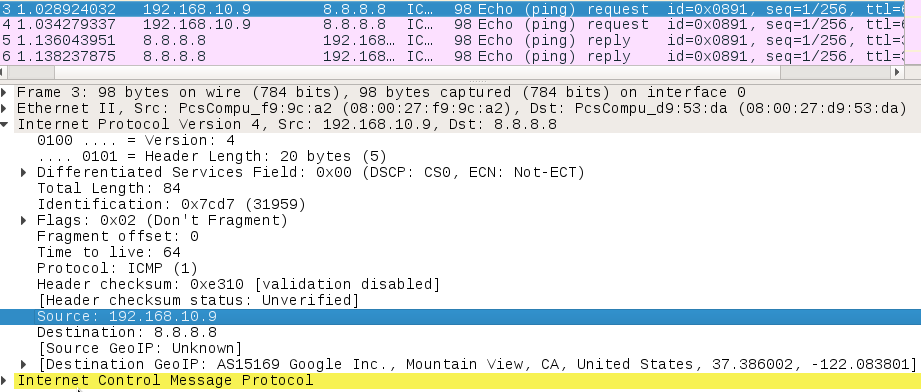 3 1.028924032 192.168.10.9 8.8.8.8 IC… 98 Echo (ping) request id=0x0891, seq=1/256, ttl=
4 1.034279337 192.168.10.9 8.8.8.8 IC… 98 Echo (ping) request id=0x0891, seq=1/256, ttl=
5 1.136043951 8.8.8.8 192.168… IC… 98 Echo (ping) reply id=0x0891, seq=1/256, ttl=
6 1.138237875 8.8.8.8 192.168… IC… 98 Echo (ping) reply id=0x0891, seq=1/256, ttl=
Frame 3: 98 bytes on wire (784 bits), 98 bytes captured (784 bits) on interface 0
Ethernet II, Src: PcsCompu_f9:9c:a2 (08:00:27:f9:9c:a2), Dst: PcsCompu_d9:53:da (08:00:27:d9:53:da)
Internet Protocol Version 4, Src: 192.168.10.9, Dst: 8.8.8.8
0100 .... = Version: 4
.... 0101 = Header Length: 20 bytes (5)
Differentiated Services Field: 0x00 (DSCP: CS0, ECN: Not-ECT)
Total Length: 84
Identification: 0x7cd7 (31959)
Flags: 0x02 (Don't Fragment)
Fragment offset: 0
Time to live: 64
Protocol: ICMP (1)
Header checksum: 0xe310 [validation disabled]
[Header checksum status: Unverified]
Source: 192.168.10.9
Destination: 8.8.8.8
[Source GeoIP: Unknown]
[Destination GeoIP: AS15169 Google Inc., Mountain View, CA, United States, 37.386002, -122.083801]
Internet Control Message Protocol